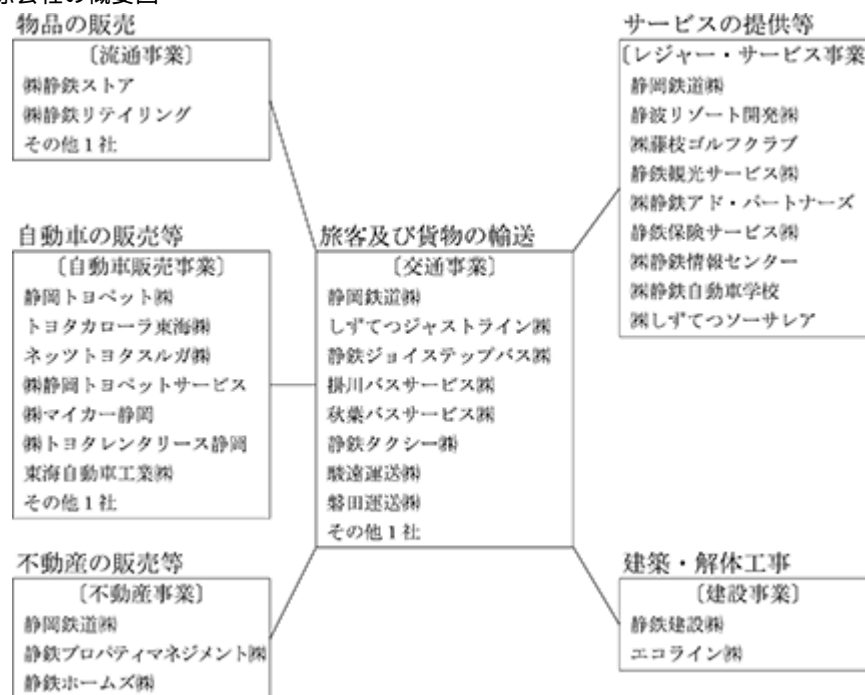 物品の販売
〔流通事業〕
㈱静鉄ストア
㈱静鉄リテイリング
その他1社
自動車の販売等
〔自動車販売事業〕
静岡トヨペット㈱
トヨタカローラ東海㈱
ネッツトヨタスルガ㈱
㈱静岡トヨペットサービス
㈱マイカー静岡
㈱トヨタレンタリース静岡
東海自動車工業㈱
その他1社
不動産の販売等
〔不動産事業〕
静岡鉄道㈱
静鉄プロパティマネジメント㈱
静鉄ホームズ㈱
旅客及び貨物の輸送
〔交通事業〕
静岡鉄道㈱
しずてつジャストライン㈱
静鉄ジョイステップバス㈱
掛川バスサービス㈱
秋葉バスサービス㈱
静鉄タクシー㈱
駿遠運送㈱
磐田運送㈱
その他1社
サービスの提供等
〔レジャー・サービス事業
静岡鉄道㈱
静波リゾート開発㈱
㈱藤枝ゴルフクラブ
静鉄観光サービス㈱
㈱静鉄アド・パートナーズ
静鉄保険サービス㈱
㈱静鉄情報センター
㈱静鉄自動車学校
㈱しずてつソーサレア
建築・解体工事
〔建設事業〕
静鉄建設㈱
エコライン㈱